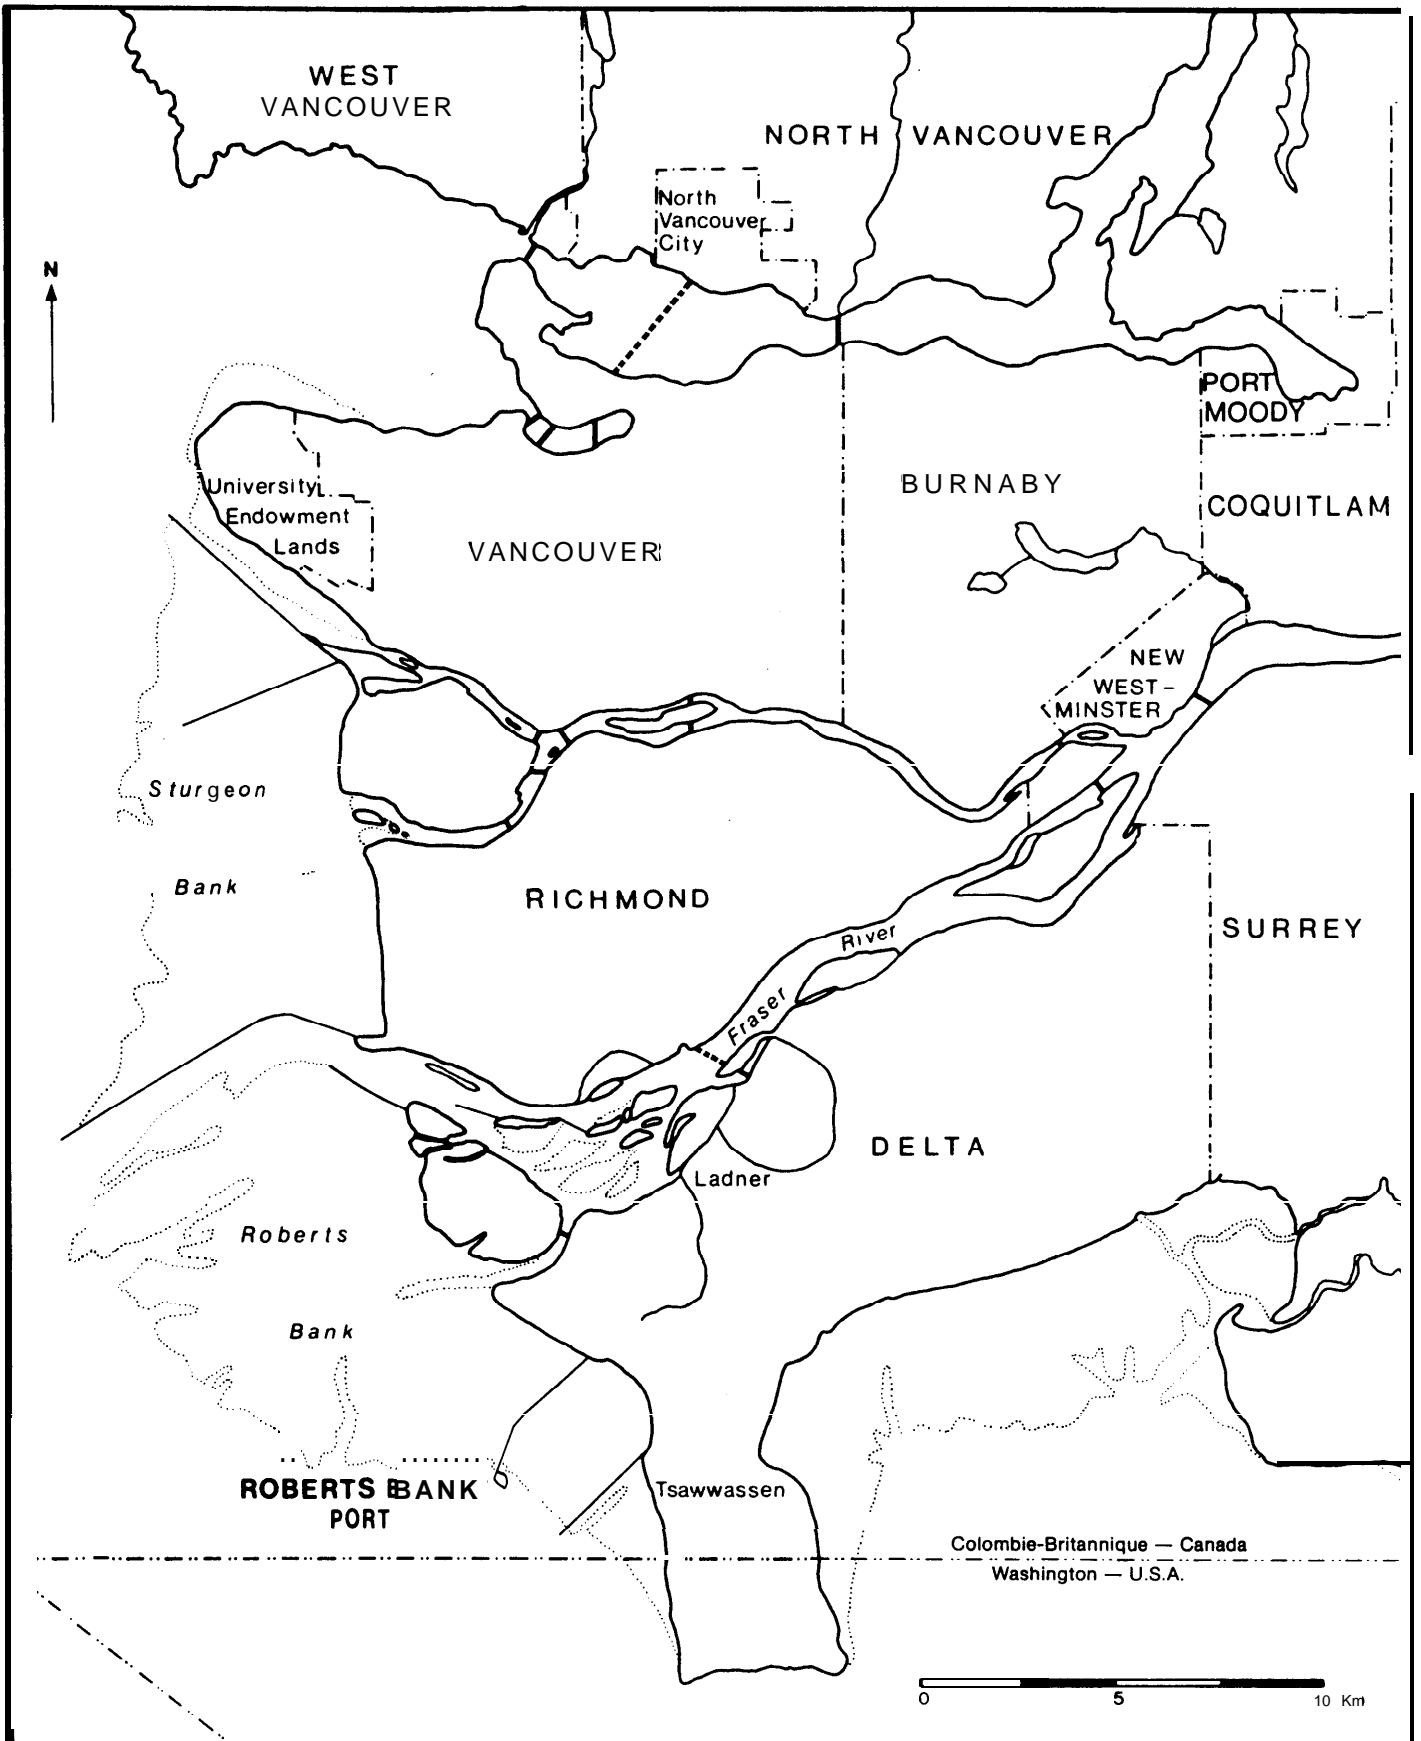 WEST
VANCOUVER
NORTH VANCOUVER
North
Vancouver
City
N
PORT
MOODY
BURNABY
COQUITLAM
University
Endowment
Lands
VANCOUVER
NEW
WEST-
MINSTER
Sturgeon
Bank
RICHMOND
SURREY
River
Fraser
DELTA
Ladner
Roberts
Bank
ROBERTS BANK
PORT
Tsawwassen
Colombie-Britannique — Canada
Washington — U.S.A.
0 5 10 Km